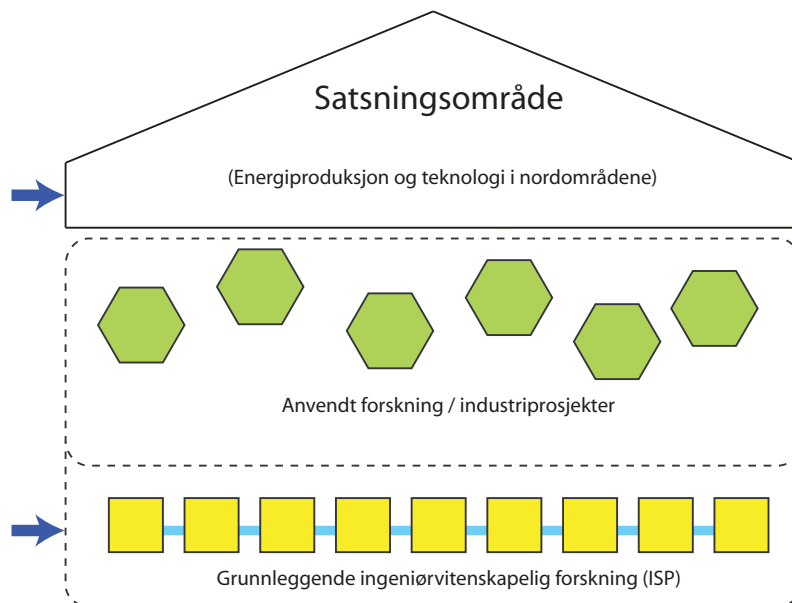 Satsningsområde
(Energiproduksjon og teknologi i nordområdene)
Anvendt forskning / industriprosjekter
Grunnleggende ingeniørvitenskapelig forskning (ISP)